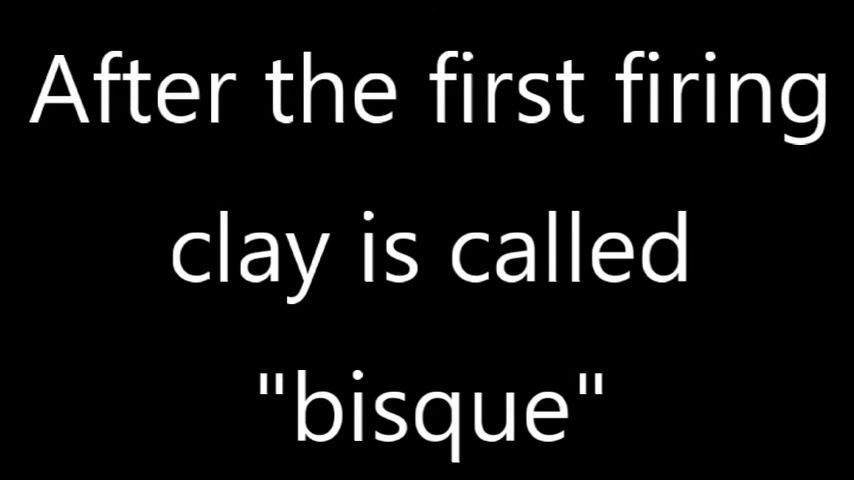 After the first firing
clay is called
"bisque"